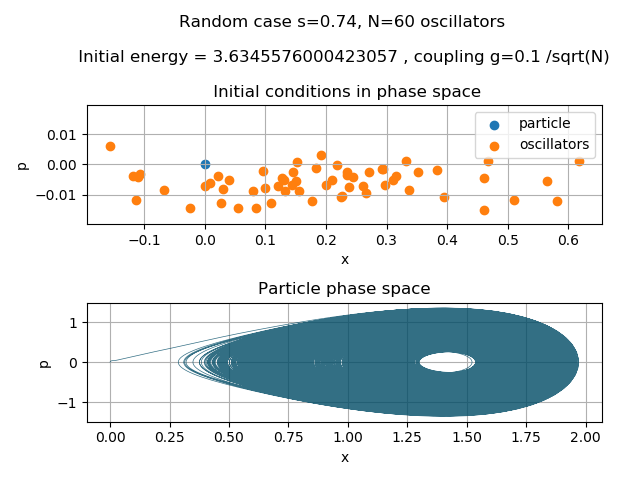 Random case s=0.74, N=60 oscillators
Initial energy = 3.6345576000423057 , coupling g=0.1 /sqrt(N)
Initial conditions in phase space
particle
oscillators
p
0.01
0.00
−0.01
−0.1
0.0
0.1
0.2
0.3
0.4
0.5
0.6
x
Particle phase space
p
1
0
−1
0.00
0.25
0.50
0.75
1.00
1.25
1.50
1.75
2.00
x